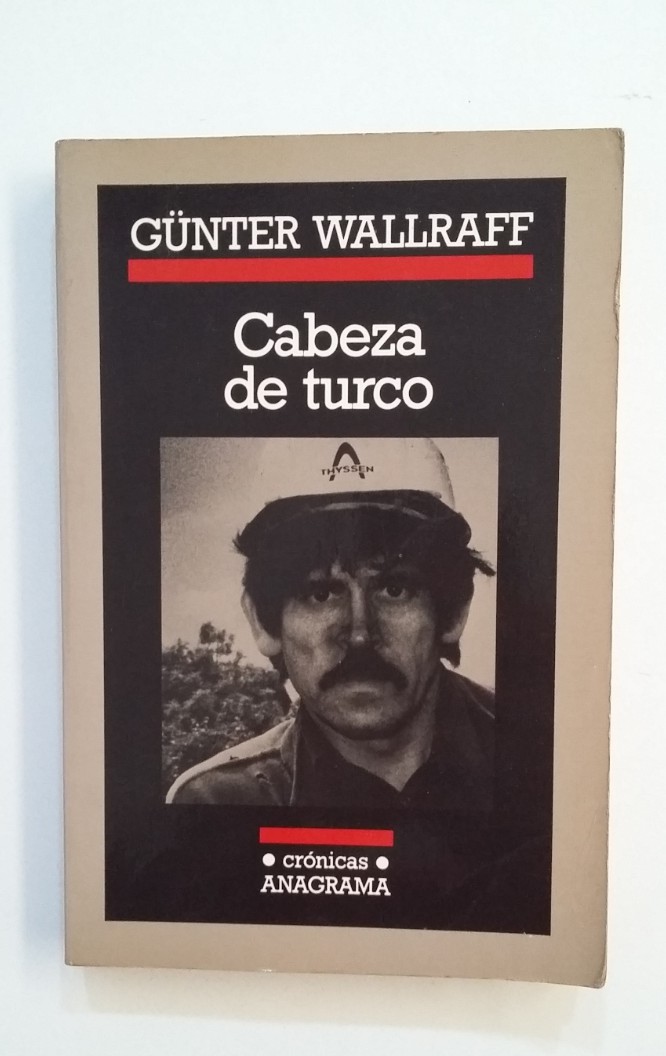 GÜNTER WALLRAFF
Cabeza
de turco
THYSSEN
• crónicas •
ANAGRAMA